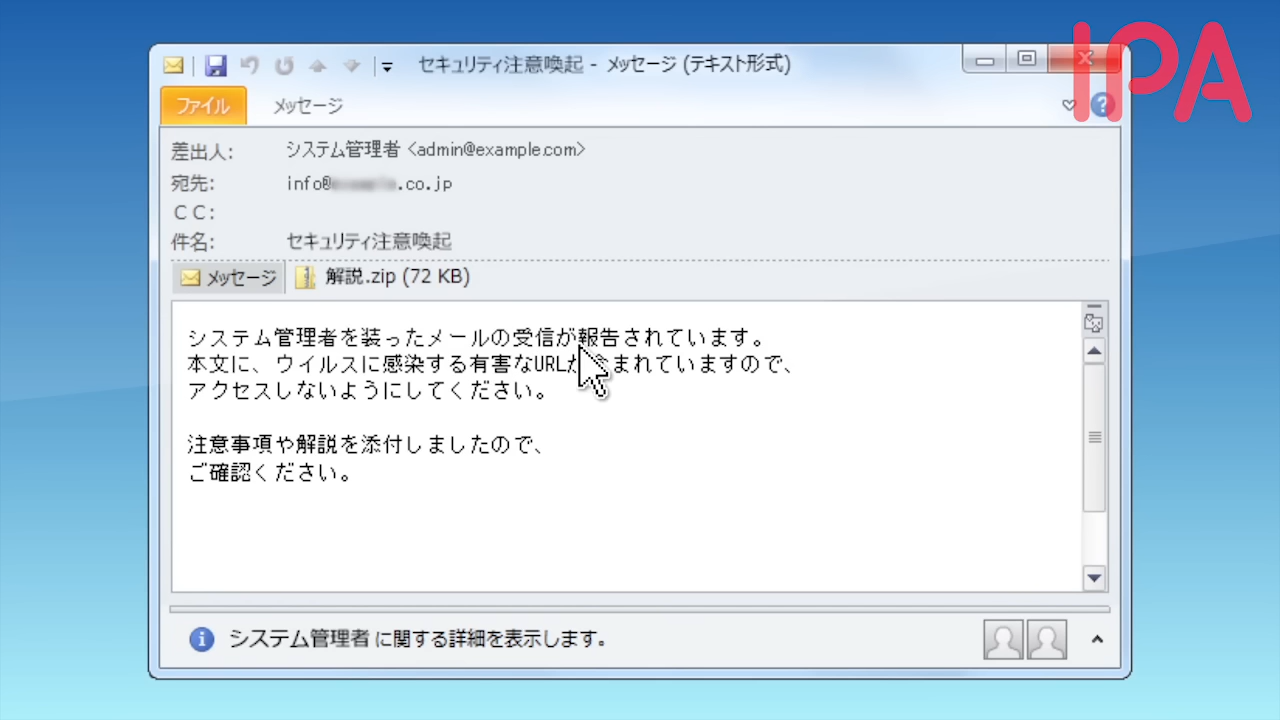 IPA
セキュリティ注意喚起 - メッセージ (テキスト形式)
ファイル メッセージ
差出人: システム管理者 <admin@example.com>
宛先: info@ .co.jp
ＣＣ:
件名: セキュリティ注意喚起
メッセージ 解説.zip (72 KB)
システム管理者を装ったメールの受信が報告されています。
本文に、ウイルスに感染する有害なURLが含まれていますので、
アクセスしないようにしてください。
注意事項や解説を添付しましたので、
ご確認ください。
システム管理者 に関する詳細を表示します。